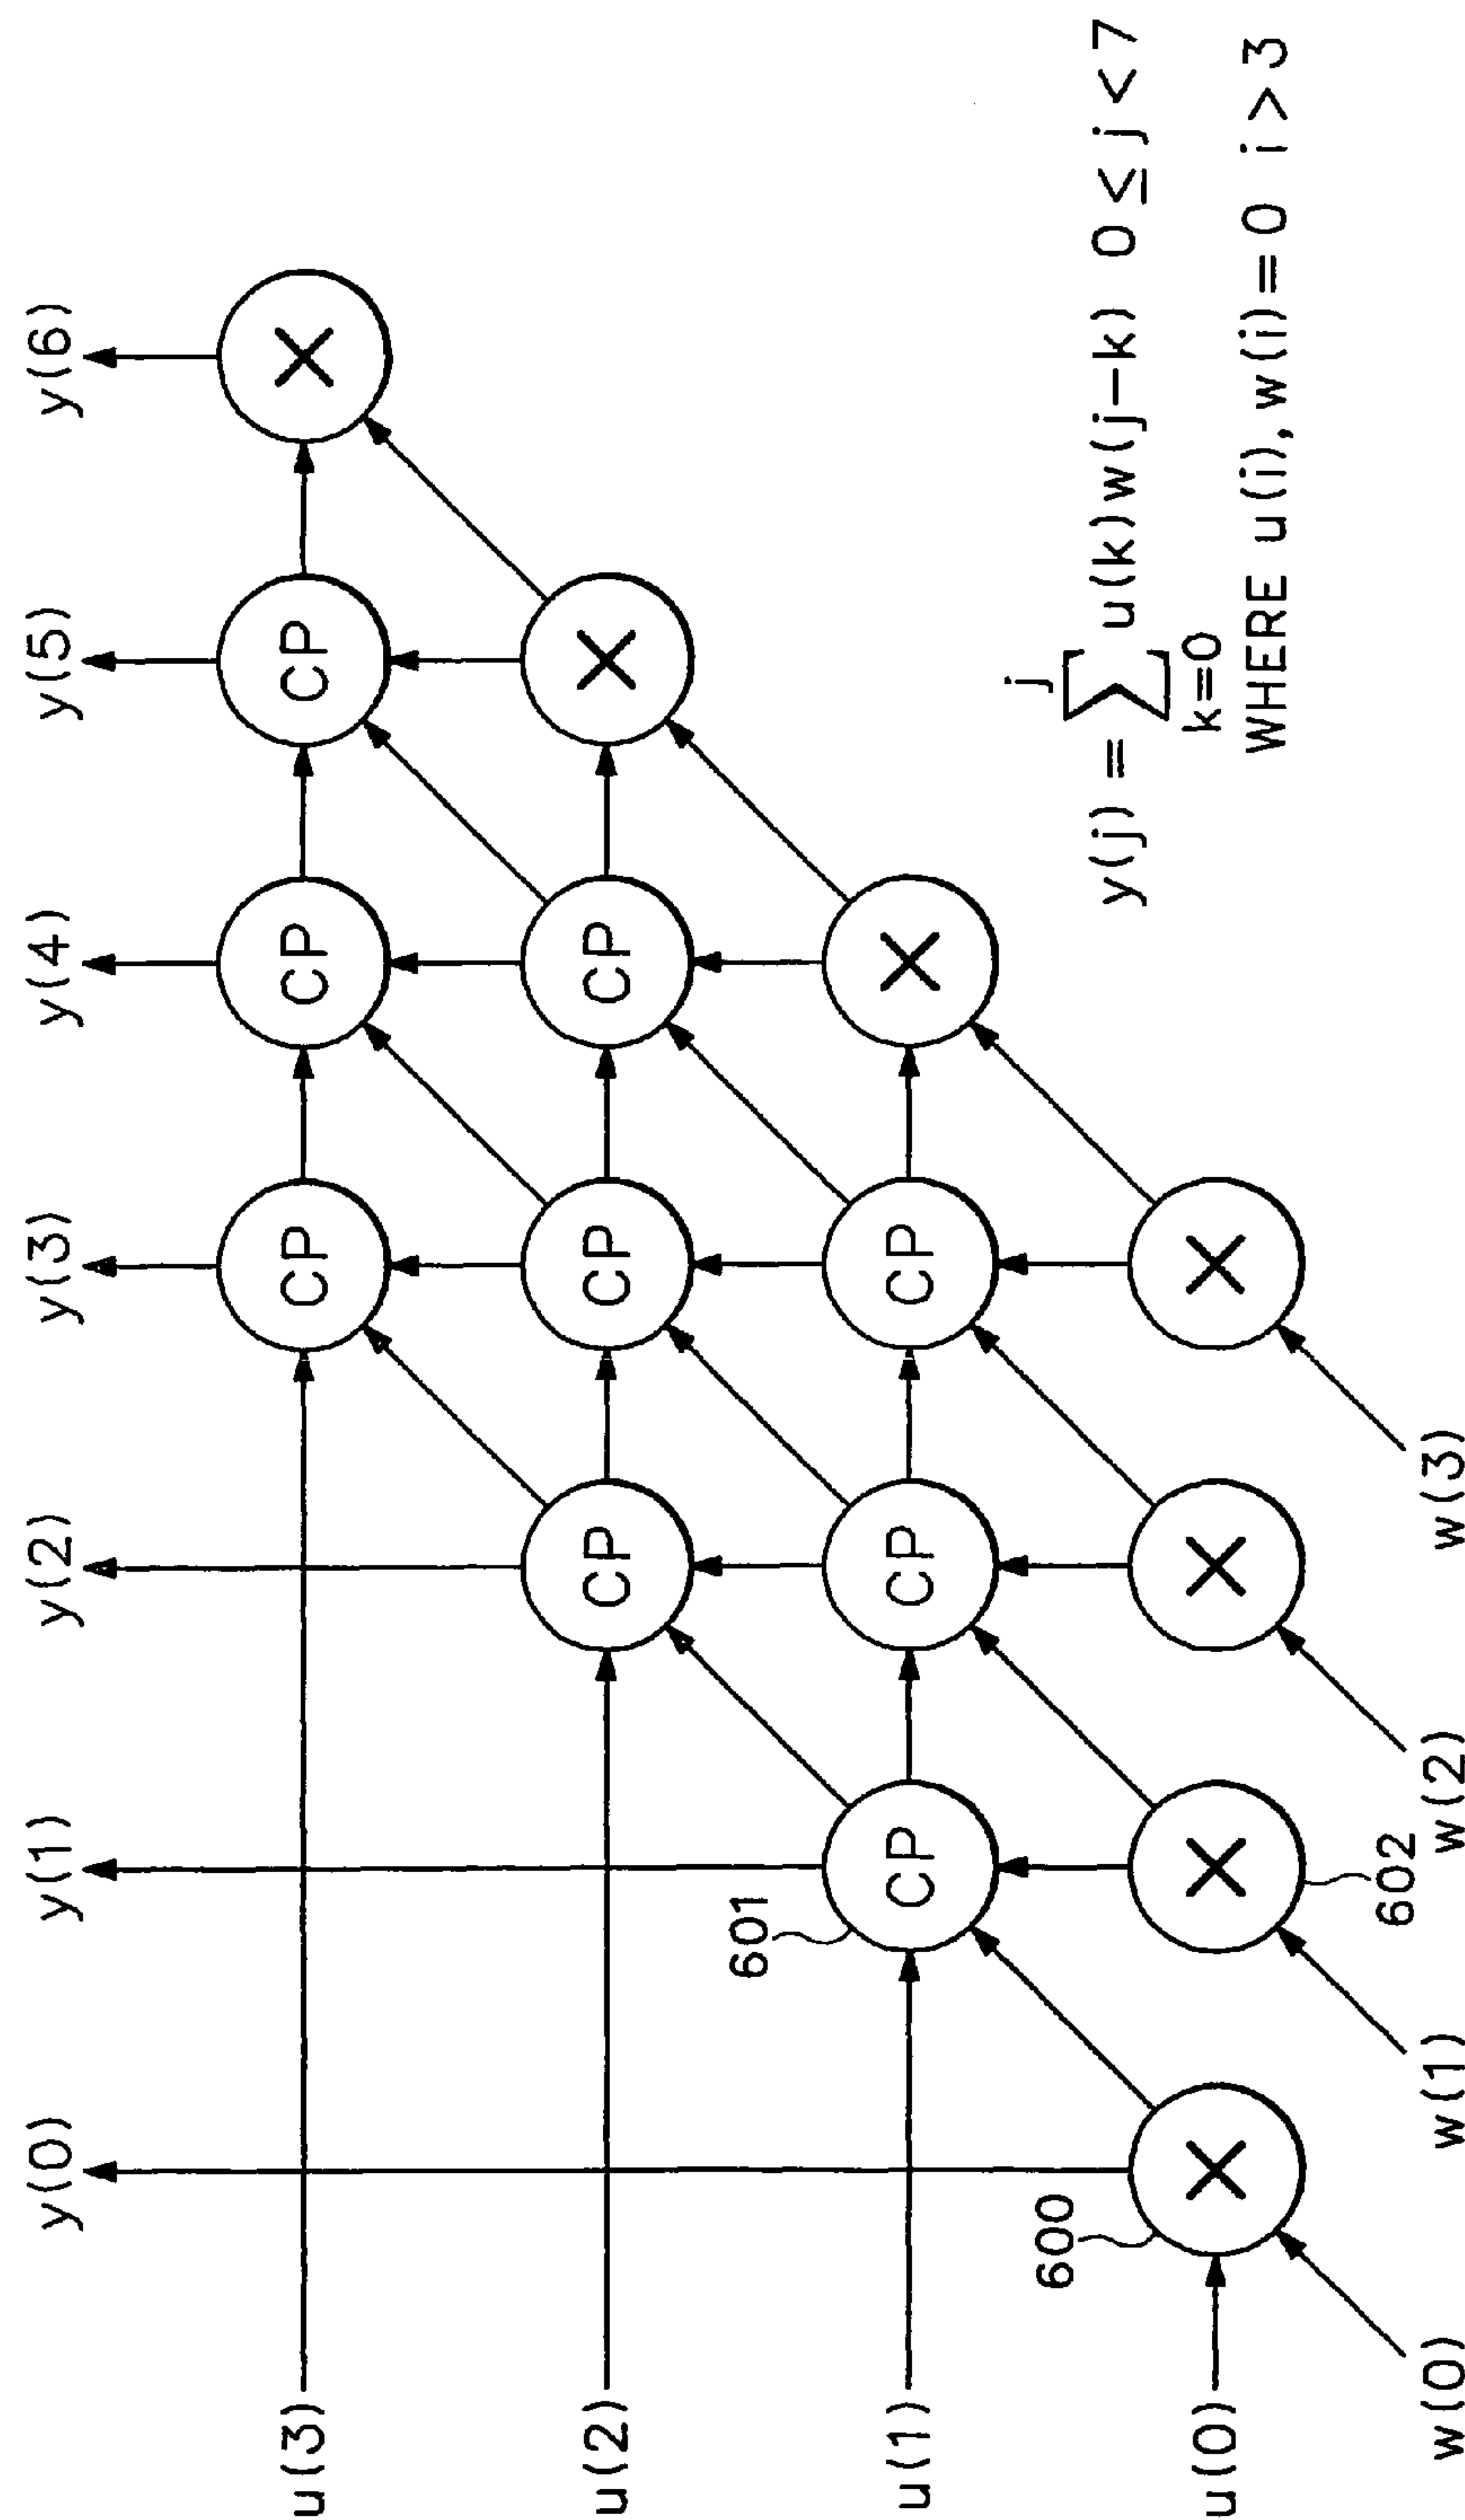 y(0) y(1) y(2) y(3) y(4) y(5) y(6)
u(3) CP CP CP X
u(2) CP CP CP X
601
u(1) CP CP CP X
600
u(0) X X X X
602
w(0) w(1) w(2) w(3)
y(j) = ∑ u(k)w(j−k) 0 ≤ j < 7
j
k=0
WHERE u(i),w(i)=0 i>3